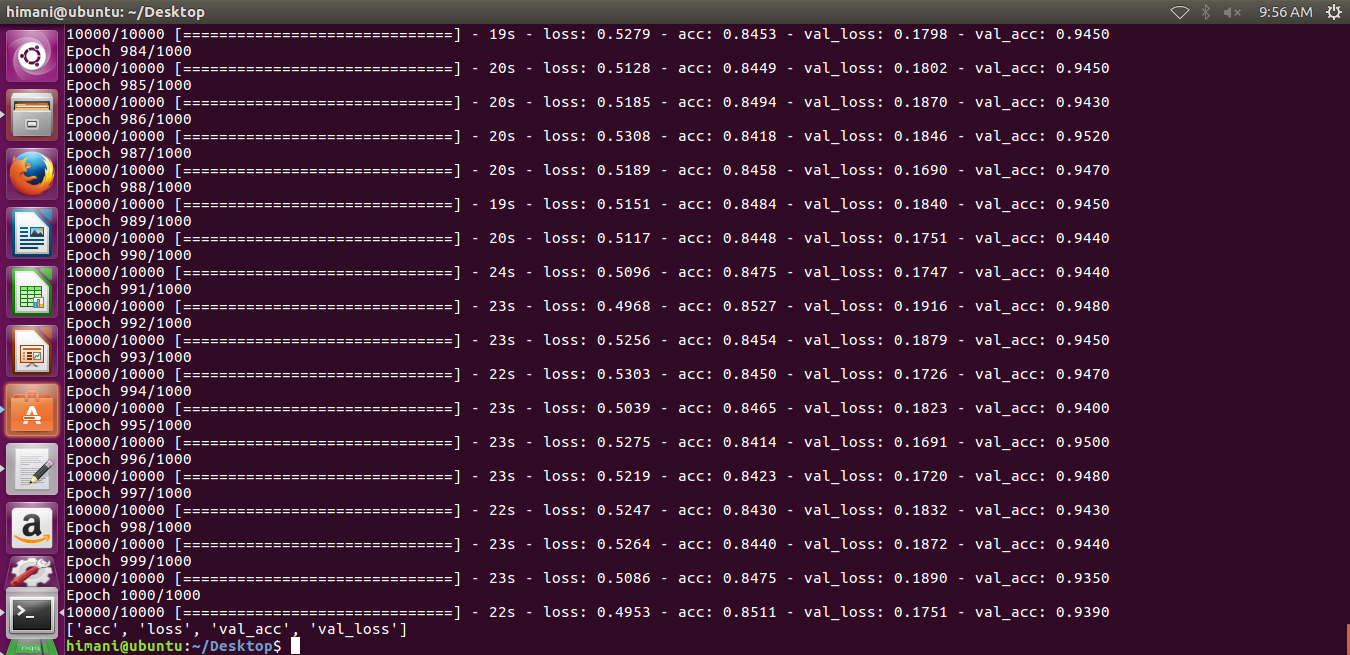 himani@ubuntu: ~/Desktop
9:56 AM
10000/10000 [==============================] - 19s - loss: 0.5279 - acc: 0.8453 - val_loss: 0.1798 - val_acc: 0.9450
Epoch 984/1000
10000/10000 [==============================] - 20s - loss: 0.5128 - acc: 0.8449 - val_loss: 0.1802 - val_acc: 0.9450
Epoch 985/1000
10000/10000 [==============================] - 20s - loss: 0.5185 - acc: 0.8494 - val_loss: 0.1870 - val_acc: 0.9430
Epoch 986/1000
10000/10000 [==============================] - 20s - loss: 0.5308 - acc: 0.8418 - val_loss: 0.1846 - val_acc: 0.9520
Epoch 987/1000
10000/10000 [==============================] - 20s - loss: 0.5189 - acc: 0.8458 - val_loss: 0.1690 - val_acc: 0.9470
Epoch 988/1000
10000/10000 [==============================] - 19s - loss: 0.5151 - acc: 0.8484 - val_loss: 0.1840 - val_acc: 0.9450
Epoch 989/1000
10000/10000 [==============================] - 20s - loss: 0.5117 - acc: 0.8448 - val_loss: 0.1751 - val_acc: 0.9440
Epoch 990/1000
10000/10000 [==============================] - 24s - loss: 0.5096 - acc: 0.8475 - val_loss: 0.1747 - val_acc: 0.9440
Epoch 991/1000
10000/10000 [==============================] - 23s - loss: 0.4968 - acc: 0.8527 - val_loss: 0.1916 - val_acc: 0.9480
Epoch 992/1000
10000/10000 [==============================] - 23s - loss: 0.5256 - acc: 0.8454 - val_loss: 0.1879 - val_acc: 0.9450
Epoch 993/1000
10000/10000 [==============================] - 22s - loss: 0.5303 - acc: 0.8450 - val_loss: 0.1726 - val_acc: 0.9470
Epoch 994/1000
10000/10000 [==============================] - 23s - loss: 0.5039 - acc: 0.8465 - val_loss: 0.1823 - val_acc: 0.9400
Epoch 995/1000
10000/10000 [==============================] - 23s - loss: 0.5275 - acc: 0.8414 - val_loss: 0.1691 - val_acc: 0.9500
Epoch 996/1000
10000/10000 [==============================] - 23s - loss: 0.5219 - acc: 0.8423 - val_loss: 0.1720 - val_acc: 0.9480
Epoch 997/1000
10000/10000 [==============================] - 22s - loss: 0.5247 - acc: 0.8430 - val_loss: 0.1832 - val_acc: 0.9430
Epoch 998/1000
10000/10000 [==============================] - 23s - loss: 0.5264 - acc: 0.8440 - val_loss: 0.1872 - val_acc: 0.9440
Epoch 999/1000
10000/10000 [==============================] - 23s - loss: 0.5086 - acc: 0.8475 - val_loss: 0.1890 - val_acc: 0.9350
Epoch 1000/1000
10000/10000 [==============================] - 22s - loss: 0.4953 - acc: 0.8511 - val_loss: 0.1751 - val_acc: 0.9390
['acc', 'loss', 'val_acc', 'val_loss']
himani@ubuntu:~/Desktop$